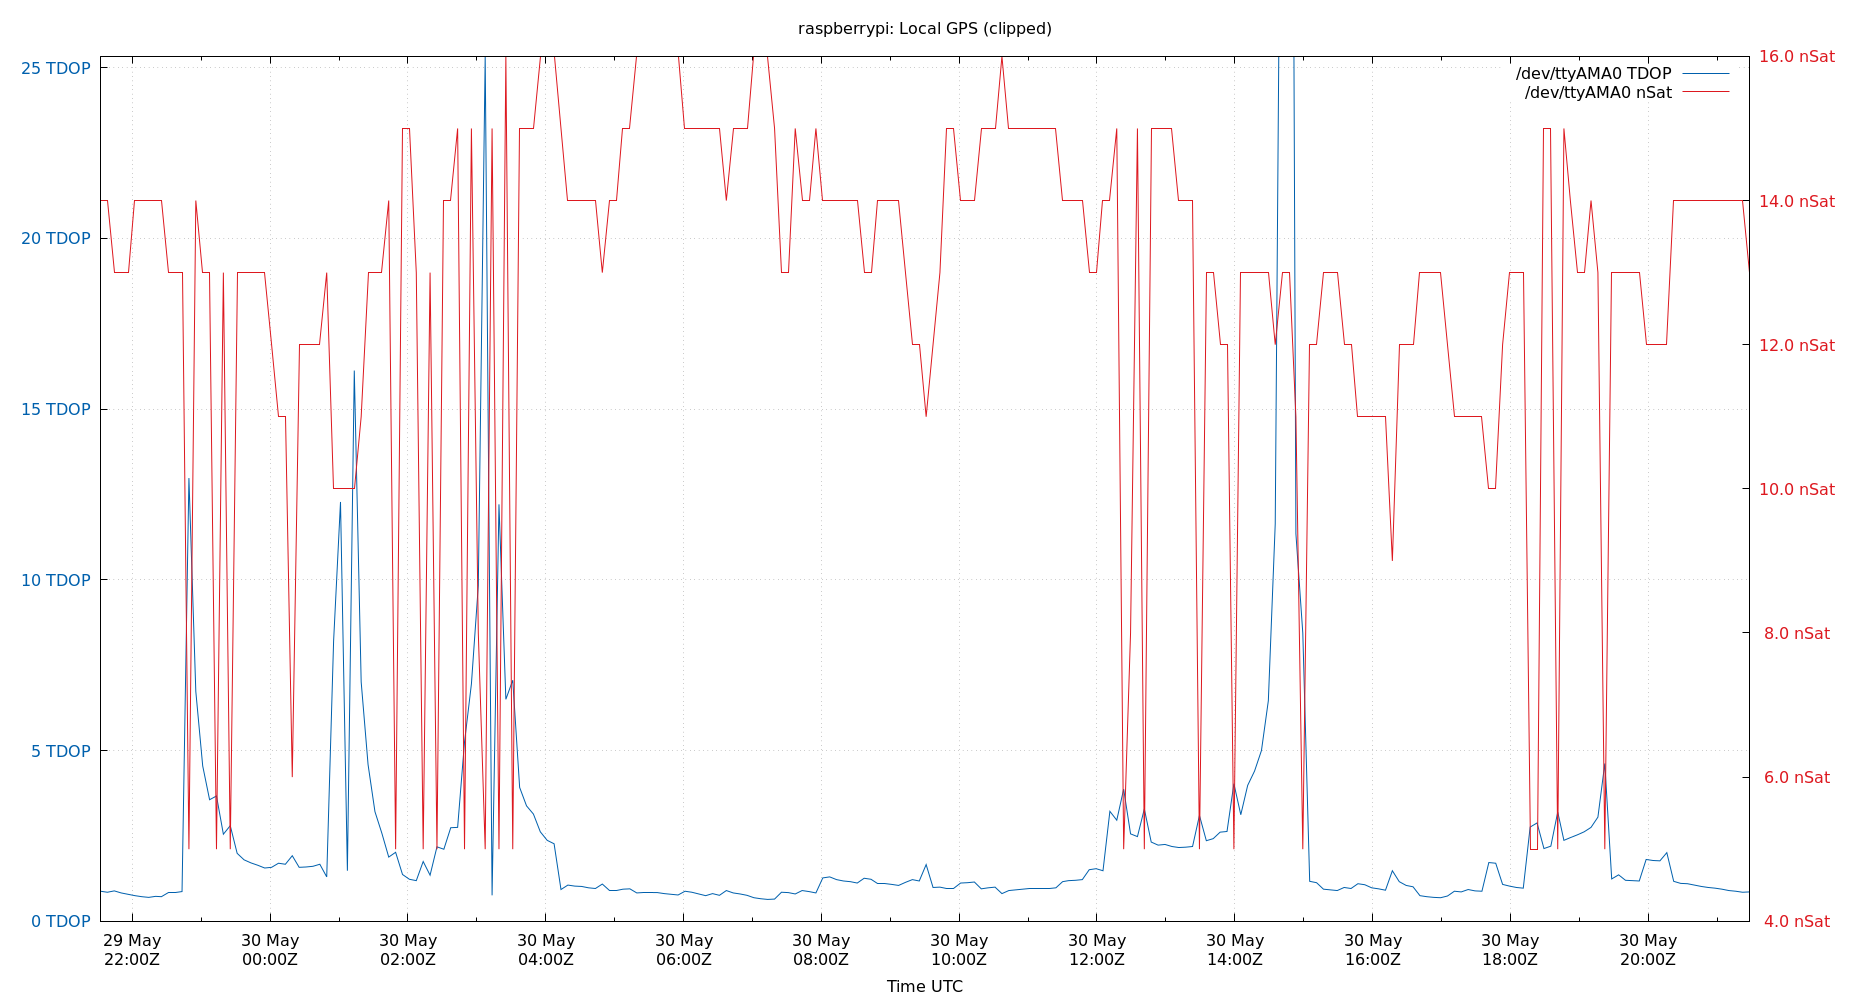 raspberrypi: Local GPS (clipped)
25 TDOP
20 TDOP
15 TDOP
10 TDOP
5 TDOP
0 TDOP
16.0 nSat
14.0 nSat
12.0 nSat
10.0 nSat
8.0 nSat
6.0 nSat
4.0 nSat
/dev/ttyAMA0 TDOP
/dev/ttyAMA0 nSat
29 May
22:00Z
30 May
00:00Z
30 May
02:00Z
30 May
04:00Z
30 May
06:00Z
30 May
08:00Z
30 May
10:00Z
30 May
12:00Z
30 May
14:00Z
30 May
16:00Z
30 May
18:00Z
30 May
20:00Z
Time UTC